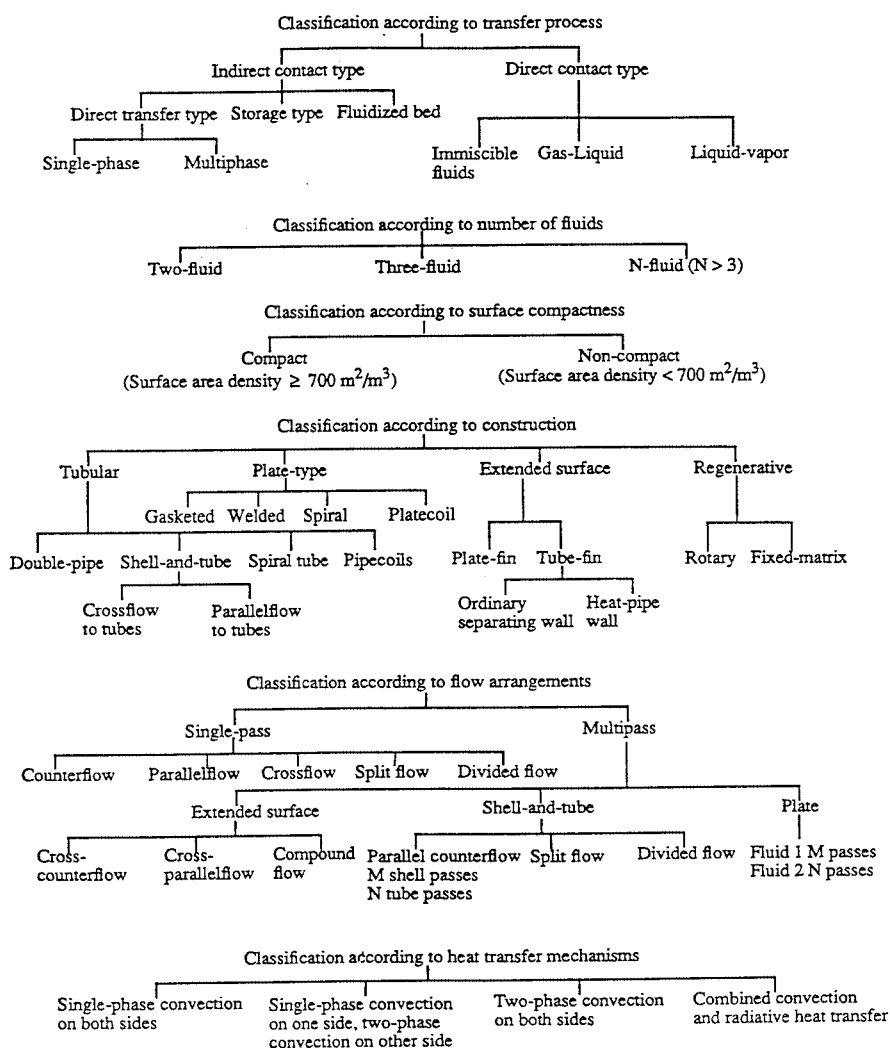 Classification according to transfer process
Indirect contact type
Direct contact type
Direct transfer type
Storage type
Fluidized bed
Single-phase
Multiphase
Immiscible
fluids
Gas-Liquid
Liquid-vapor
Classification according to number of fluids
Two-fluid
Three-fluid
N-fluid (N > 3)
Classification according to surface compactness
Compact
(Surface area density ≥ 700 m²/m³)
Non-compact
(Surface area density < 700 m²/m³)
Classification according to construction
Tubular
Plate-type
Extended surface
Regenerative
Gasketed
Welded
Spiral
Platecoil
Double-pipe
Shell-and-tube
Spiral tube
Pipecoils
Plate-fin
Tube-fin
Rotary
Fixed-matrix
Crossflow
to tubes
Parallelflow
to tubes
Ordinary
separating wall
Heat-pipe
wall
Classification according to flow arrangements
Single-pass
Multipass
Counterflow
Parallelflow
Crossflow
Split flow
Divided flow
Extended surface
Shell-and-tube
Plate
Cross-
counterflow
Cross-
parallelflow
Compound
flow
Parallel counterflow
M shell passes
N tube passes
Split flow
Divided flow
Fluid 1 M passes
Fluid 2 N passes
Classification according to heat transfer mechanisms
Single-phase convection
on both sides
Single-phase convection
on one side, two-phase
convection on other side
Two-phase convection
on both sides
Combined convection
and radiative heat transfer